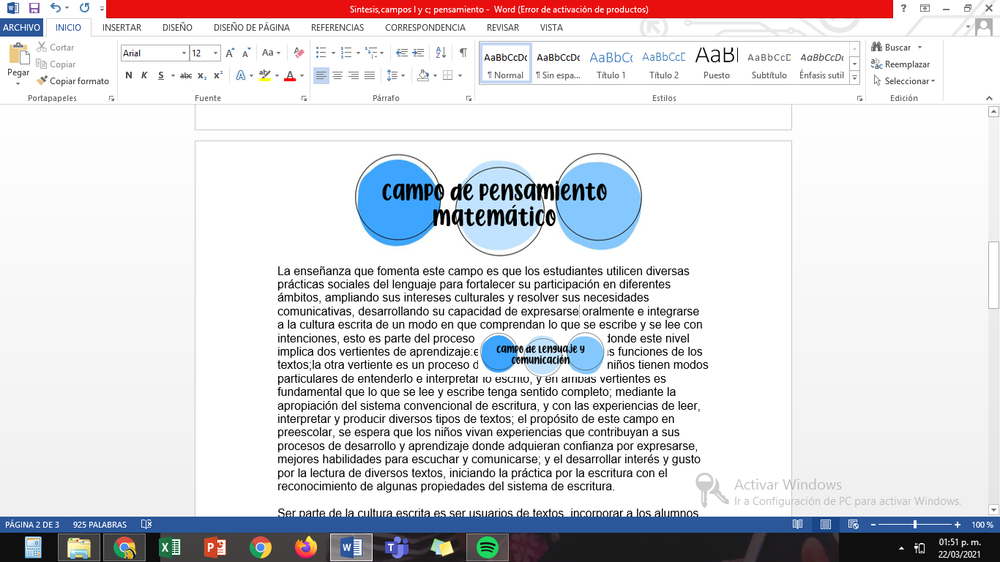 Sintesis,campos l y c; pensamiento - Word (Error de activación de productos)
ARCHIVO INICIO INSERTAR DISEÑO DISEÑO DE PÁGINA REFERENCIAS CORRESPONDENCIA REVISAR VISTA
Pegar
Cortar
Copiar
Copiar formato
Portapapeles
Arial 12
N K S abc x₂ x²
Fuente
Párrafo
AaBbCcDc AaBbCcDc AaBbCc AaBbCcD AaBl AaBbCcD AaBbCcDc
¶ Normal ¶ Sin espa... Título 1 Título 2 Puesto Subtítulo Énfasis sutil
Estilos
Buscar
Reemplazar
Seleccionar
Edición
campo de pensamiento
matemático
La enseñanza que fomenta este campo es que los estudiantes utilicen diversas
prácticas sociales del lenguaje para fortalecer su participación en diferentes
ámbitos, ampliando sus intereses culturales y resolver sus necesidades
comunicativas, desarrollando su capacidad de expresarse oralmente e integrarse
a la cultura escrita de un modo en que comprendan lo que se escribe y se lee con
intenciones, esto es parte del proceso donde este nivel
implica dos vertientes de aprendizaje:e s funciones de los
textos;la otra vertiente es un proceso d niños tienen modos
campo de lenguaje y
comunicación
particulares de entenderlo e interpretar lo escrito, y en ambas vertientes es
fundamental que lo que se lee y escribe tenga sentido completo; mediante la
apropiación del sistema convencional de escritura, y con las experiencias de leer,
interpretar y producir diversos tipos de textos; el propósito de este campo en
preescolar, se espera que los niños vivan experiencias que contribuyan a sus
procesos de desarrollo y aprendizaje donde adquieran confianza por expresarse,
mejores habilidades para escuchar y comunicarse; y el desarrollar interés y gusto
por la lectura de diversos textos, iniciando la práctica por la escritura con el
reconocimiento de algunas propiedades del sistema de escritura.
Ser parte de la cultura escrita es ser usuarios de textos, incorporar a los alumnos
Activar Windows
Ir a Configuración de PC para activar Windows.
PÁGINA 2 DE 3 925 PALABRAS
100 %
01:51 p. m.
22/03/2021